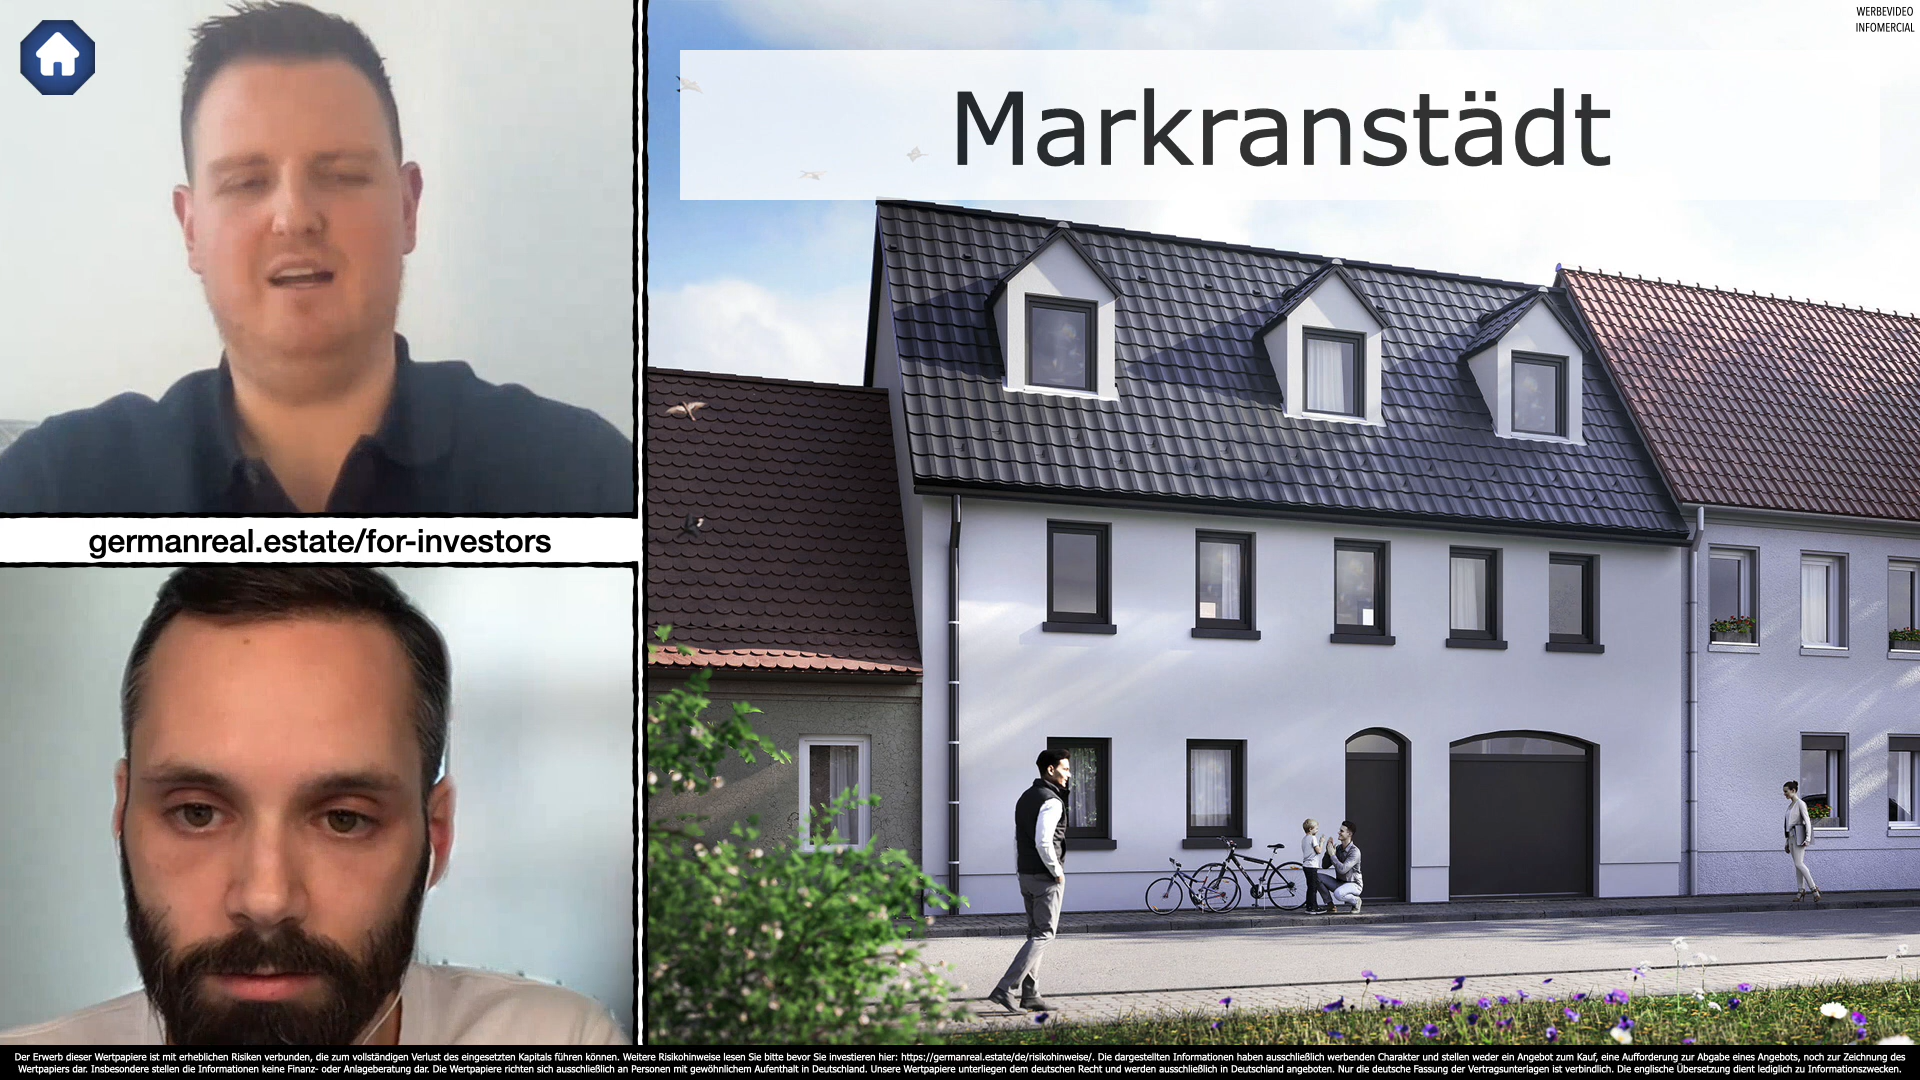 WERBEVIDEO
INFOMERCIAL
Markranstädt
germanreal.estate/for-investors
Der Erwerb dieser Wertpapiere ist mit erheblichen Risiken verbunden, die zum vollständigen Verlust des eingesetzten Kapitals führen können. Weitere Risikohinweise lesen Sie bitte bevor Sie investieren hier: https://germanreal.estate/de/risikohinweise/. Die dargestellten Informationen haben ausschließlich werbenden Charakter und stellen weder ein Angebot zum Kauf, eine Aufforderung zur Abgabe eines Angebots, noch zur Zeichnung des
Wertpapiers dar. Insbesondere stellen die Informationen keine Finanz- oder Anlageberatung dar. Die Wertpapiere richten sich ausschließlich an Personen mit gewöhnlichem Aufenthalt in Deutschland. Unsere Wertpapiere unterliegen dem deutschen Recht und werden ausschließlich in Deutschland angeboten. Nur die deutsche Fassung der Vertragsunterlagen ist verbindlich. Die englische Übersetzung dient lediglich zu Informationszwecken.